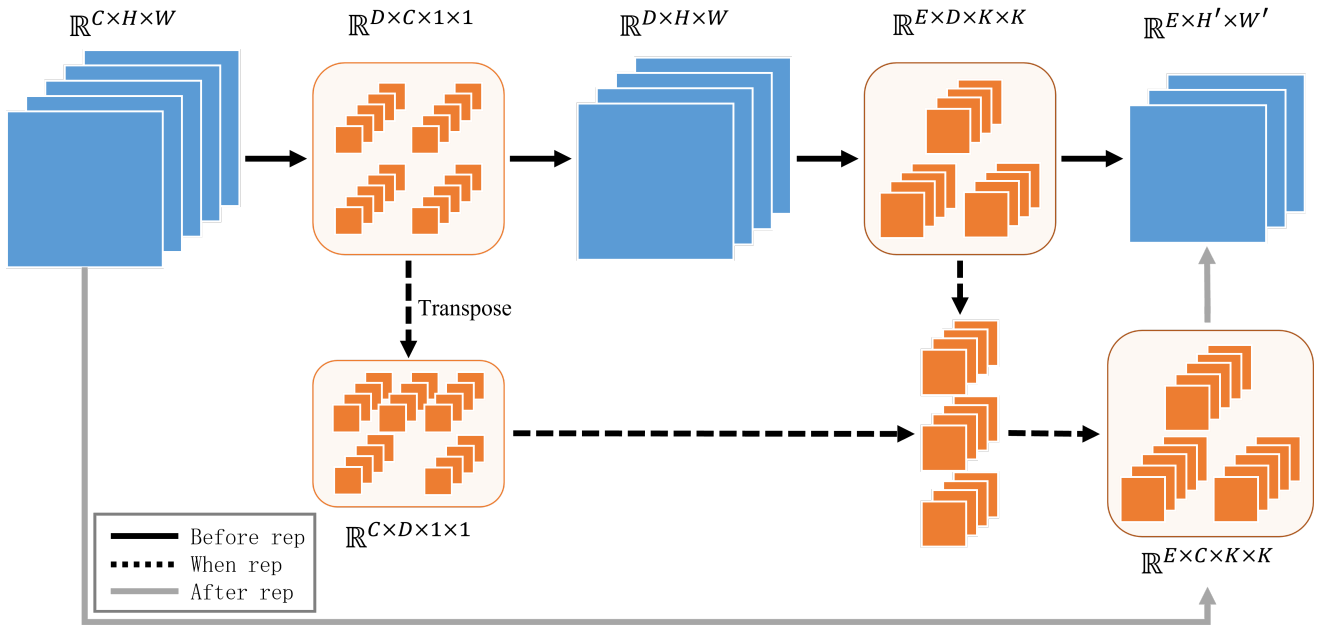 ℝ^{C×H×W}
ℝ^{D×C×1×1}
ℝ^{D×H×W}
ℝ^{E×D×K×K}
ℝ^{E×H′×W′}
Transpose
ℝ^{C×D×1×1}
ℝ^{E×C×K×K}
Before rep
When rep
After rep